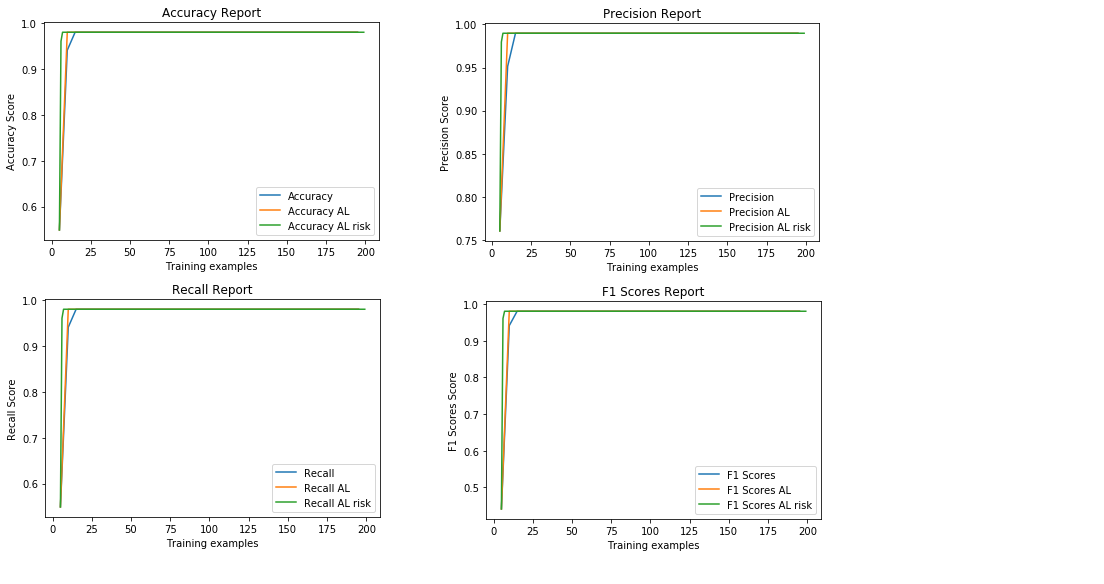 Accuracy Report
1.0
0.9
0.8
0.7
0.6
Accuracy Score
Accuracy
Accuracy AL
Accuracy AL risk
0 25 50 75 100 125 150 175 200
Training examples
Precision Report
1.00
0.95
0.90
0.85
0.80
0.75
Precision Score
Precision
Precision AL
Precision AL risk
0 25 50 75 100 125 150 175 200
Training examples
Recall Report
1.0
0.9
0.8
0.7
0.6
Recall Score
Recall
Recall AL
Recall AL risk
0 25 50 75 100 125 150 175 200
Training examples
F1 Scores Report
1.0
0.9
0.8
0.7
0.6
0.5
F1 Scores Score
F1 Scores
F1 Scores AL
F1 Scores AL risk
0 25 50 75 100 125 150 175 200
Training examples